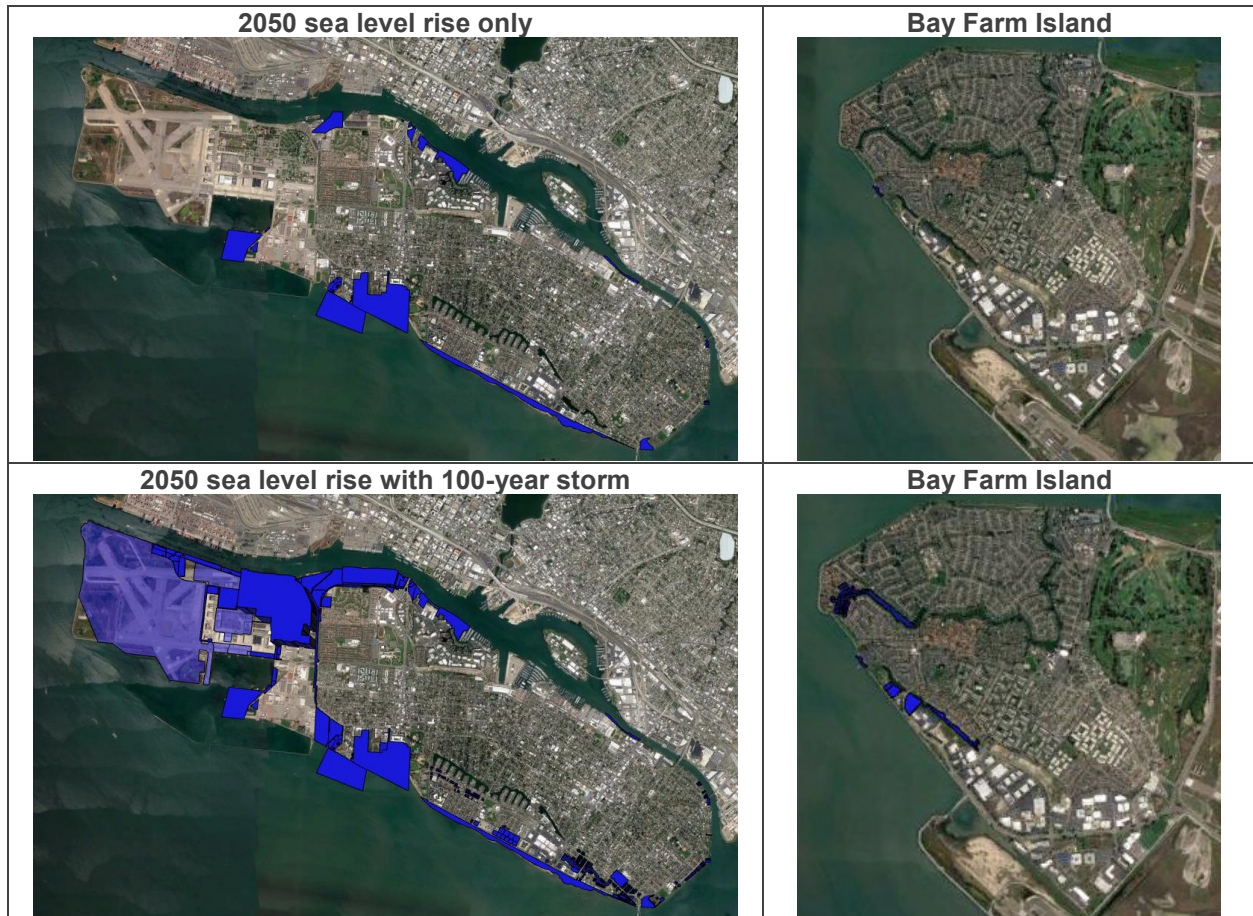 2050 sea level rise only
Bay Farm Island
2050 sea level rise with 100-year storm
Bay Farm Island